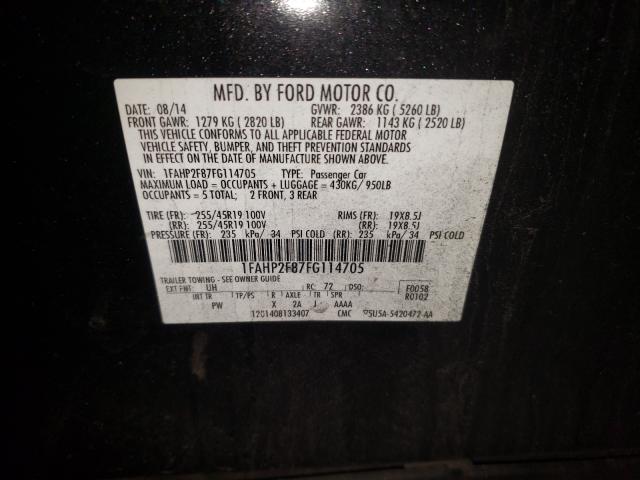 MFD. BY FORD MOTOR CO.
DATE: 08/14 GVWR: 2386 KG ( 5260 LB)
FRONT GAWR: 1279 KG ( 2820 LB) REAR GAWR: 1143 KG ( 2520 LB)
THIS VEHICLE CONFORMS TO ALL APPLICABLE FEDERAL MOTOR
VEHICLE SAFETY, BUMPER, AND THEFT PREVENTION STANDARDS
IN EFFECT ON THE DATE OF MANUFACTURE SHOWN ABOVE.
VIN: 1FAHP2F87FG114705 TYPE: Passenger Car
MAXIMUM LOAD = OCCUPANTS + LUGGAGE = 430KG/ 950LB
OCCUPANTS = 5 TOTAL; 2 FRONT, 3 REAR
TIRE (FR): 255/45R19 100V RIMS (FR): 19X8.5J
(RR): 255/45R19 100V (RR): 19X8.5J
PRESSURE (FR): 235 kPa/ 34 PSI COLD (RR): 235 kPa/ 34 PSI COLD
1FAHP2F87FG114705
TRAILER TOWING - SEE OWNER GUIDE
EXT PNT: UH RC: 72 DSO: F0058
INT TR TP/PS R AXLE TR SPR R0102
PW X 2A J AAAA
1201408133407 CMC 5U5A-5420472-AA